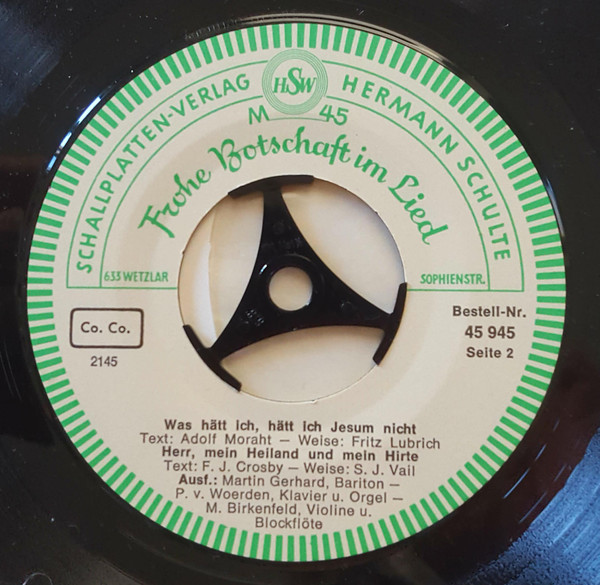 SCHALLPLATTEN-VERLAG HSW HERMANN SCHULTE
M 45
Frohe Botschaft im Lied
633 WETZLAR
SOPHIENSTR.
Co. Co.
2145
Bestell-Nr.
45 945
Seite 2
Was hätt ich, hätt ich Jesum nicht
Text: Adolf Moraht – Weise: Fritz Lubrich
Herr, mein Heiland und mein Hirte
Text: F. J. Crosby – Weise: S. J. Vail
Ausf.: Martin Gerhard, Bariton –
P. v. Woerden, Klavier u. Orgel –
M. Birkenfeld, Violine u.
Blockflöte